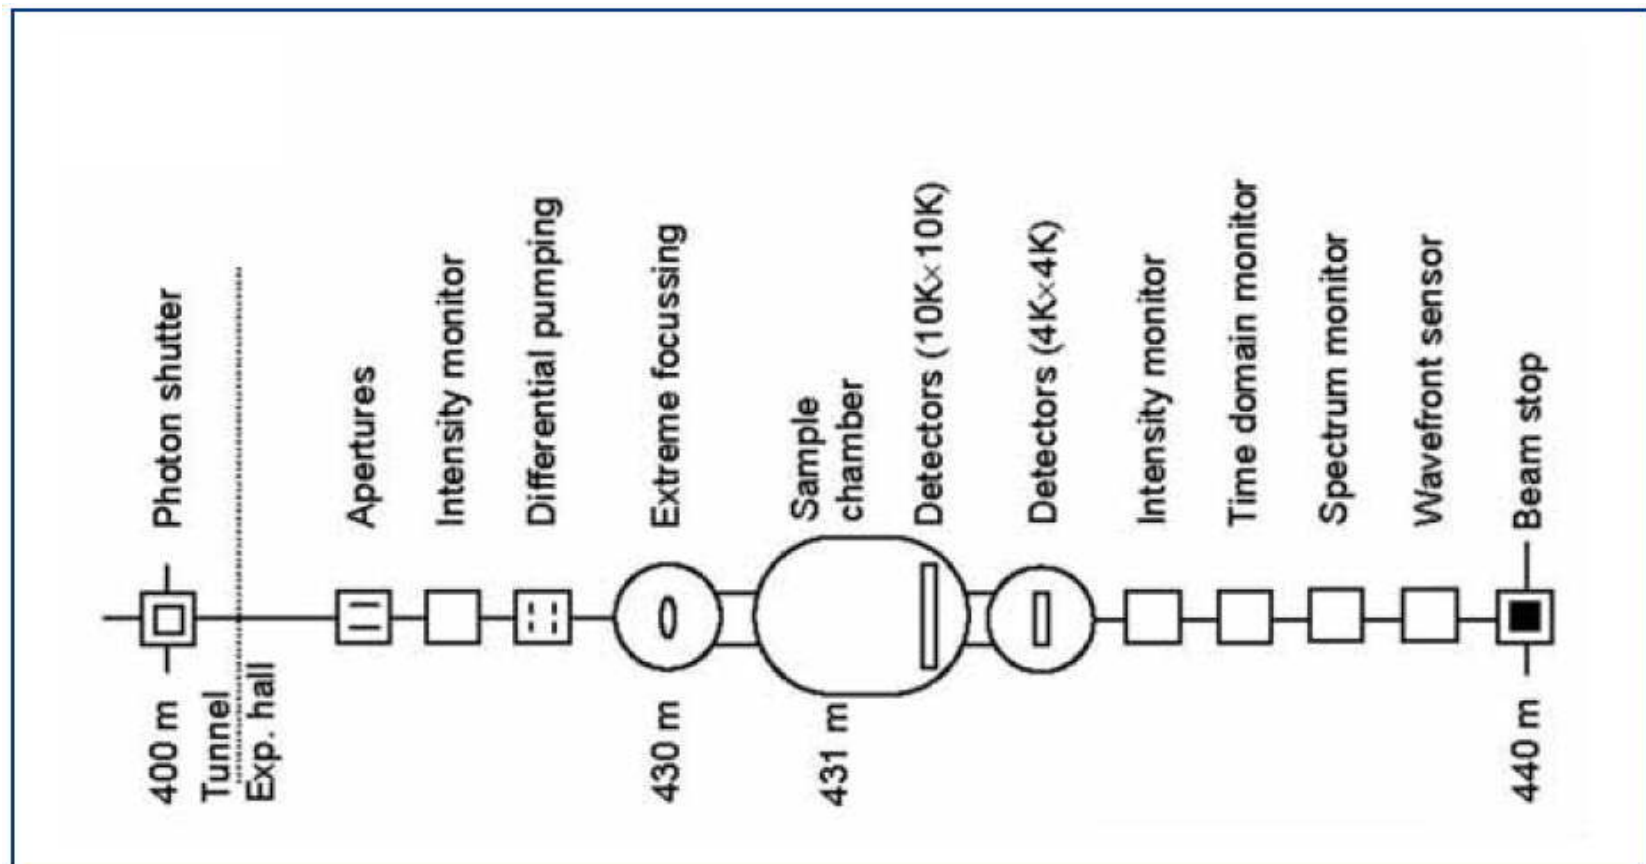 400 m
Photon shutter
Tunnel
Exp. hall
Apertures
Intensity monitor
Differential pumping
430 m
Extreme focussing
431 m
Sample
chamber
Detectors (10K×10K)
Detectors (4K×4K)
Intensity monitor
Time domain monitor
Spectrum monitor
Wavefront sensor
440 m
Beam stop